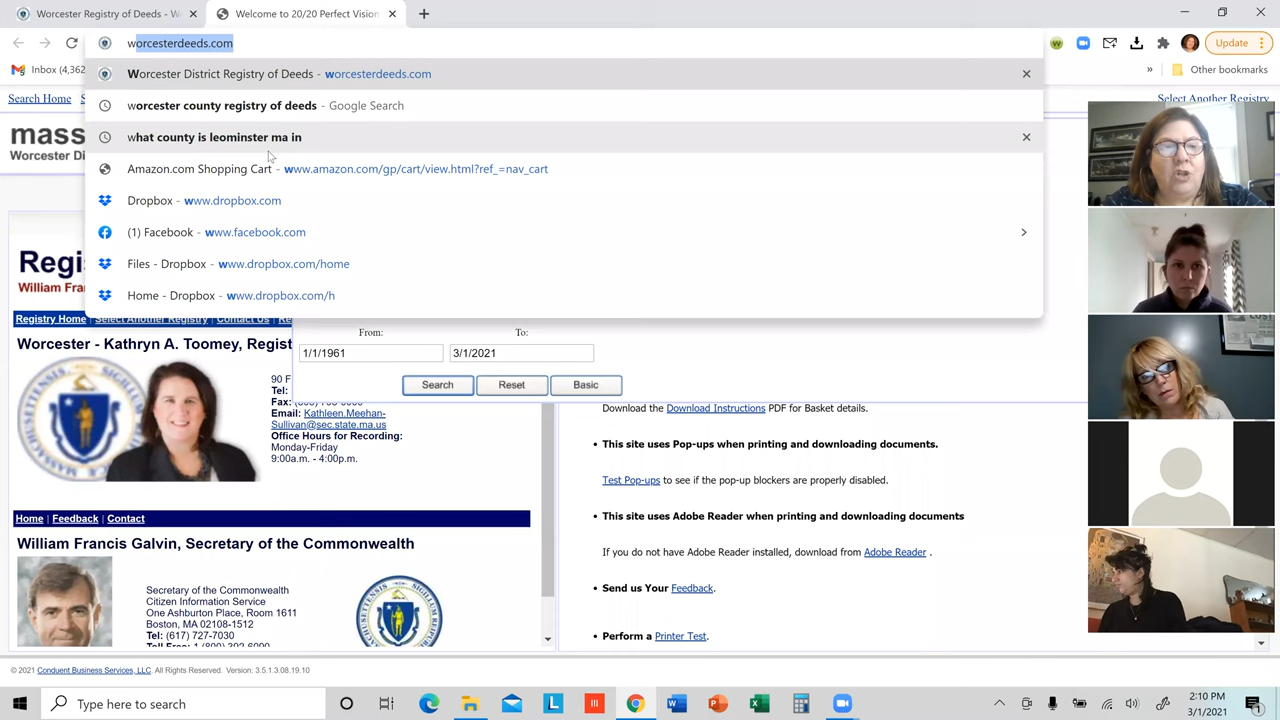 Worcester Registry of Deeds - W
Welcome to 20/20 Perfect Vision
worcesterdeeds.com
Update
Inbox (4,362
Worcester District Registry of Deeds - worcesterdeeds.com
»
Other bookmarks
Search Home
S
worcester county registry of deeds - Google Search
Select Another Registry
mass
what county is leominster ma in
Worcester Di
Amazon.com Shopping Cart - www.amazon.com/gp/cart/view.html?ref_=nav_cart
Dropbox - www.dropbox.com
(1) Facebook - www.facebook.com
Files - Dropbox - www.dropbox.com/home
Regi
William Fra
Home - Dropbox - www.dropbox.com/h
Registry Home | Select Another Registry | Contact Us | Re
From:
To:
Worcester - Kathryn A. Toomey, Regist
1/1/1961
3/1/2021
90 F
Search
Reset
Basic
Tel:
Fax:
Email: Kathleen.Meehan-
Sullivan@sec.state.ma.us
Office Hours for Recording:
Monday-Friday
9:00a.m. - 4:00p.m.
Download the Download Instructions PDF for Basket details.
• This site uses Pop-ups when printing and downloading documents.
Test Pop-ups to see if the pop-up blockers are properly disabled.
Home | Feedback | Contact
• This site uses Adobe Reader when printing and downloading documents
William Francis Galvin, Secretary of the Commonwealth
If you do not have Adobe Reader installed, download from Adobe Reader .
Secretary of the Commonwealth
Citizen Information Service
One Ashburton Place, Room 1611
Boston, MA 02108-1512
Tel: (617) 727-7030
• Send us Your Feedback.
• Perform a Printer Test.
© 2021 Conduent Business Services, LLC. All Rights Reserved. Version: 3.5.1.3.08.19.10
Type here to search
2:10 PM
3/1/2021